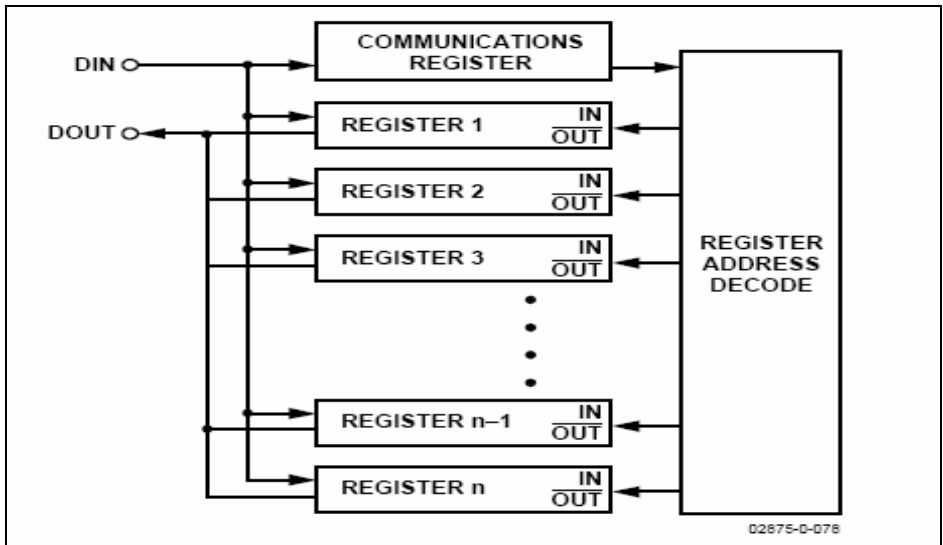 COMMUNICATIONS
REGISTER
DIN
DOUT
REGISTER 1
IN
OUT
REGISTER 2
IN
OUT
REGISTER 3
IN
OUT
REGISTER
ADDRESS
DECODE
REGISTER n–1
IN
OUT
REGISTER n
IN
OUT
02875-0-078